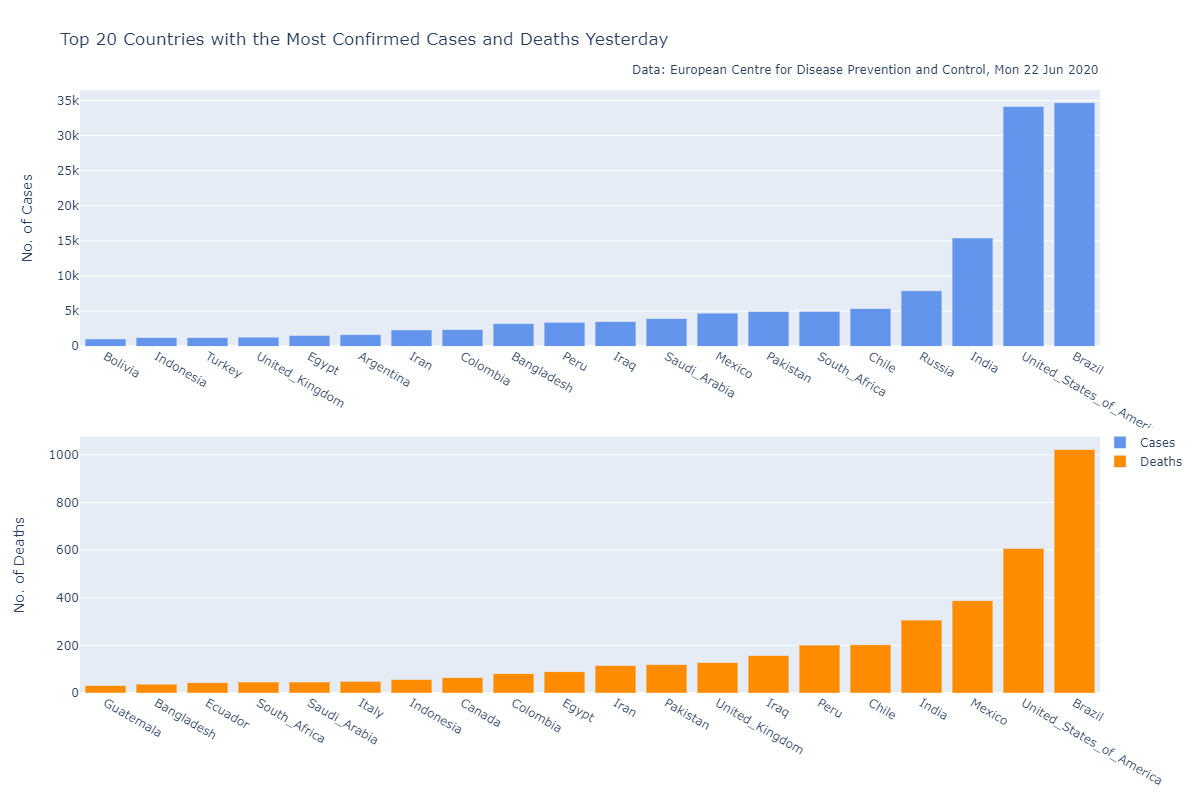 Top 20 Countries with the Most Confirmed Cases and Deaths Yesterday
Data: European Centre for Disease Prevention and Control, Mon 22 Jun 2020
No. of Cases
35k
30k
25k
20k
15k
10k
5k
0
Bolivia
Indonesia
Turkey
United_Kingdom
Egypt
Argentina
Iran
Colombia
Bangladesh
Peru
Iraq
Saudi_Arabia
Mexico
Pakistan
South_Africa
Chile
Russia
India
United_States_of_Ameri
Brazil
Cases
Deaths
No. of Deaths
1000
800
600
400
200
0
Guatemala
Bangladesh
Ecuador
South_Africa
Saudi_Arabia
Italy
Indonesia
Canada
Colombia
Egypt
Iran
Pakistan
United_Kingdom
Iraq
Peru
Chile
India
Mexico
United_States_of_America
Brazil